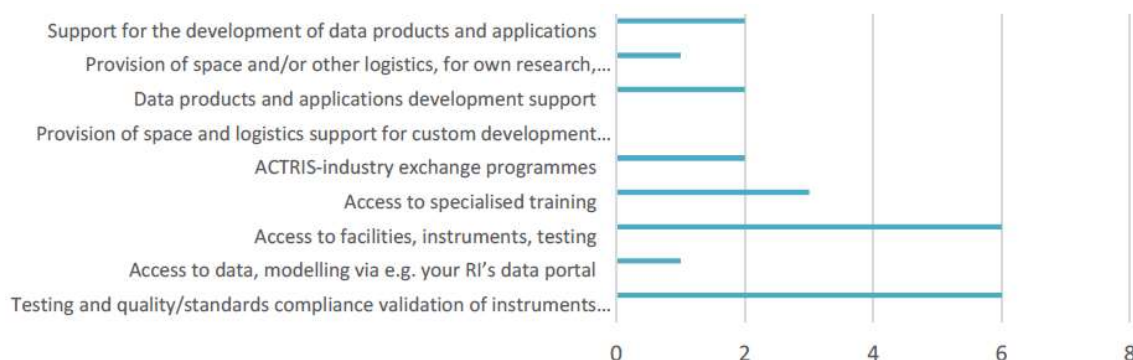 Support for the development of data products and applications
Provision of space and/or other logistics, for own research,...
Data products and applications development support
Provision of space and logistics support for custom development...
ACTRIS-industry exchange programmes
Access to specialised training
Access to facilities, instruments, testing
Access to data, modelling via e.g. your RI’s data portal
Testing and quality/standards compliance validation of instruments...
0 2 4 6 8